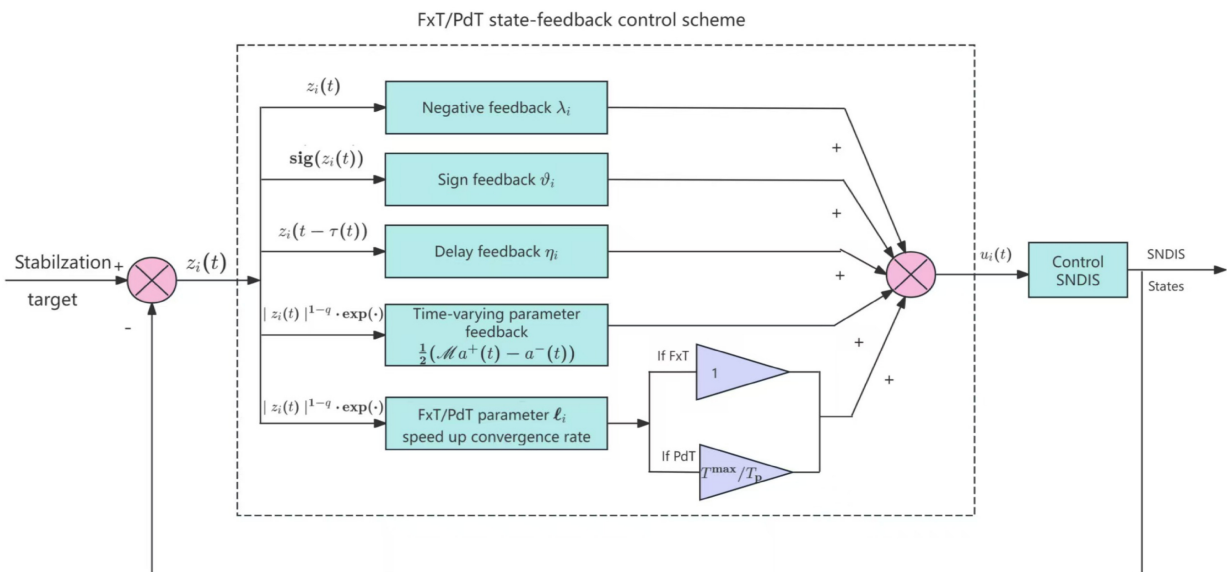 FxT/PdT state-feedback control scheme
z_i(t)
Negative feedback λ_i
+
sig(z_i(t))
Sign feedback ϑ_i
+
z_i(t − τ(t))
Delay feedback η_i
+
Stabilzation +
target
-
z_i(t)
| z_i(t) |^{1−q} · exp(·)
Time-varying parameter
feedback
½(ℳa⁺(t) − a⁻(t))
+
| z_i(t) |^{1−q} · exp(·)
FxT/PdT parameter ℓ_i
speed up convergence rate
If FxT
1
If PdT
T^max/T_p
+
u_i(t)
Control
SNDIS
SNDIS
States